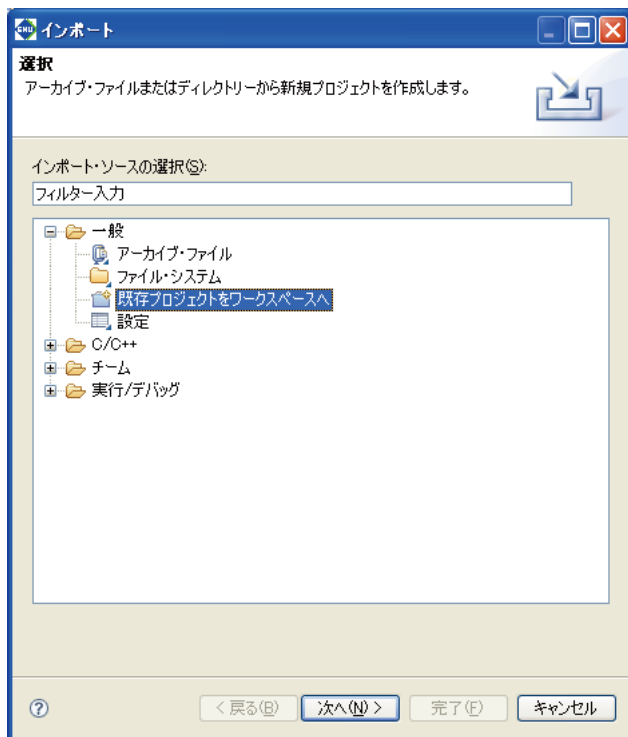 GNU インポート
選択
アーカイブ・ファイルまたはディレクトリーから新規プロジェクトを作成します。
インポート・ソースの選択(S):
フィルター入力
一般
アーカイブ・ファイル
ファイル・システム
既存プロジェクトをワークスペースへ
設定
C/C++
チーム
実行/デバッグ
? < 戻る(B) 次へ(N) > 完了(F) キャンセル